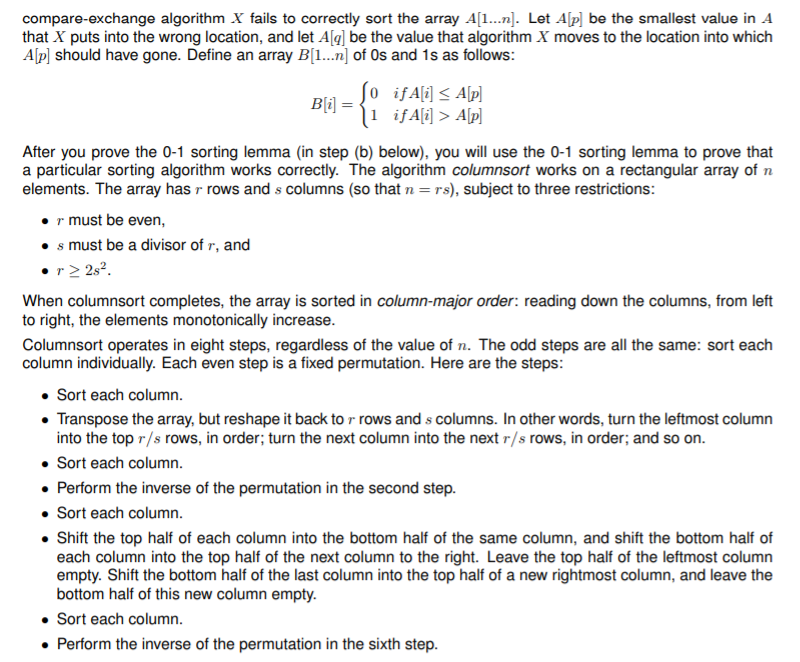 compare-exchange algorithm X fails to correctly sort the array A[1...n]. Let A[p] be the smallest value in A
that X puts into the wrong location, and let A[q] be the value that algorithm X moves to the location into which
A[p] should have gone. Define an array B[1...n] of 0s and 1s as follows:
B[i] = {0 if A[i] ≤ A[p]
1 if A[i] > A[p]
After you prove the 0-1 sorting lemma (in step (b) below), you will use the 0-1 sorting lemma to prove that
a particular sorting algorithm works correctly. The algorithm columnsort works on a rectangular array of n
elements. The array has r rows and s columns (so that n = rs), subject to three restrictions:
• r must be even,
• s must be a divisor of r, and
• r ≥ 2s².
When columnsort completes, the array is sorted in column-major order: reading down the columns, from left
to right, the elements monotonically increase.
Columnsort operates in eight steps, regardless of the value of n. The odd steps are all the same: sort each
column individually. Each even step is a fixed permutation. Here are the steps:
• Sort each column.
• Transpose the array, but reshape it back to r rows and s columns. In other words, turn the leftmost column
into the top r/s rows, in order; turn the next column into the next r/s rows, in order; and so on.
• Sort each column.
• Perform the inverse of the permutation in the second step.
• Sort each column.
• Shift the top half of each column into the bottom half of the same column, and shift the bottom half of
each column into the top half of the next column to the right. Leave the top half of the leftmost column
empty. Shift the bottom half of the last column into the top half of a new rightmost column, and leave the
bottom half of this new column empty.
• Sort each column.
• Perform the inverse of the permutation in the sixth step.